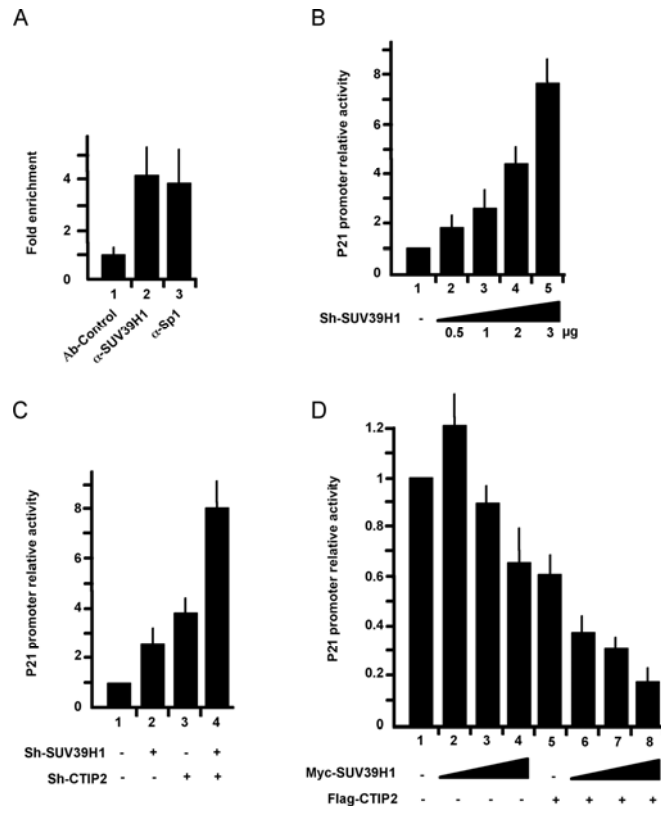 A
Fold enrichment
4
2
0
1 2 3
Ab-Control
α-SUV39H1
α-Sp1
B
P21 promoter relative activity
8
6
4
2
0
1 2 3 4 5
Sh-SUV39H1 - 0.5 1 2 3 µg
C
P21 promoter relative activity
8
6
4
2
0
1 2 3 4
Sh-SUV39H1 - + - +
Sh-CTIP2 - - + +
D
P21 promoter relative activity
1.2
1
0.8
0.6
0.4
0.2
0
1 2 3 4 5 6 7 8
Myc-SUV39H1 - -
Flag-CTIP2 - - - - + + + +